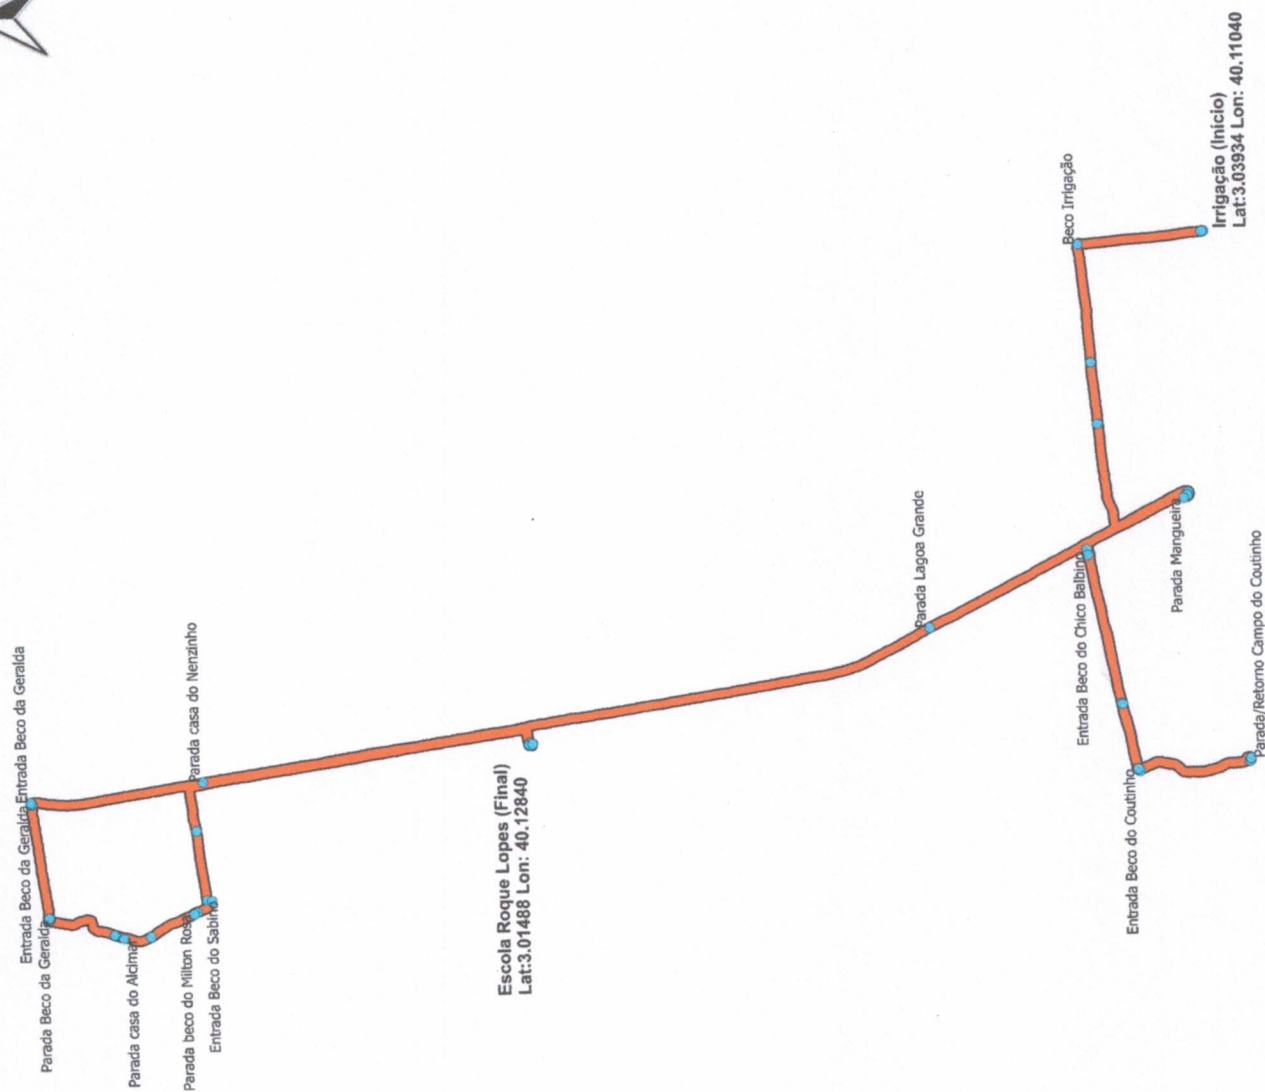 Entrada Beco da Geralda
Entrada Beco da Geralda
Parada Beco da Geralda
Parada casa do Alcimar
Parada beco do Milton Rosa
Entrada Beco do Sabino
Parada casa do Nenzinho
Escola Roque Lopes (Final)
Lat:3.01488 Lon: 40.12840
Parada Lagoa Grande
Beco Irrigação
Entrada Beco do Chico Balbino
Parada Mangueira
Entrada Beco do Coutinho
Parada/Retorno Campo do Coutinho
Irrigação (Início)
Lat:3.03934 Lon: 40.11040